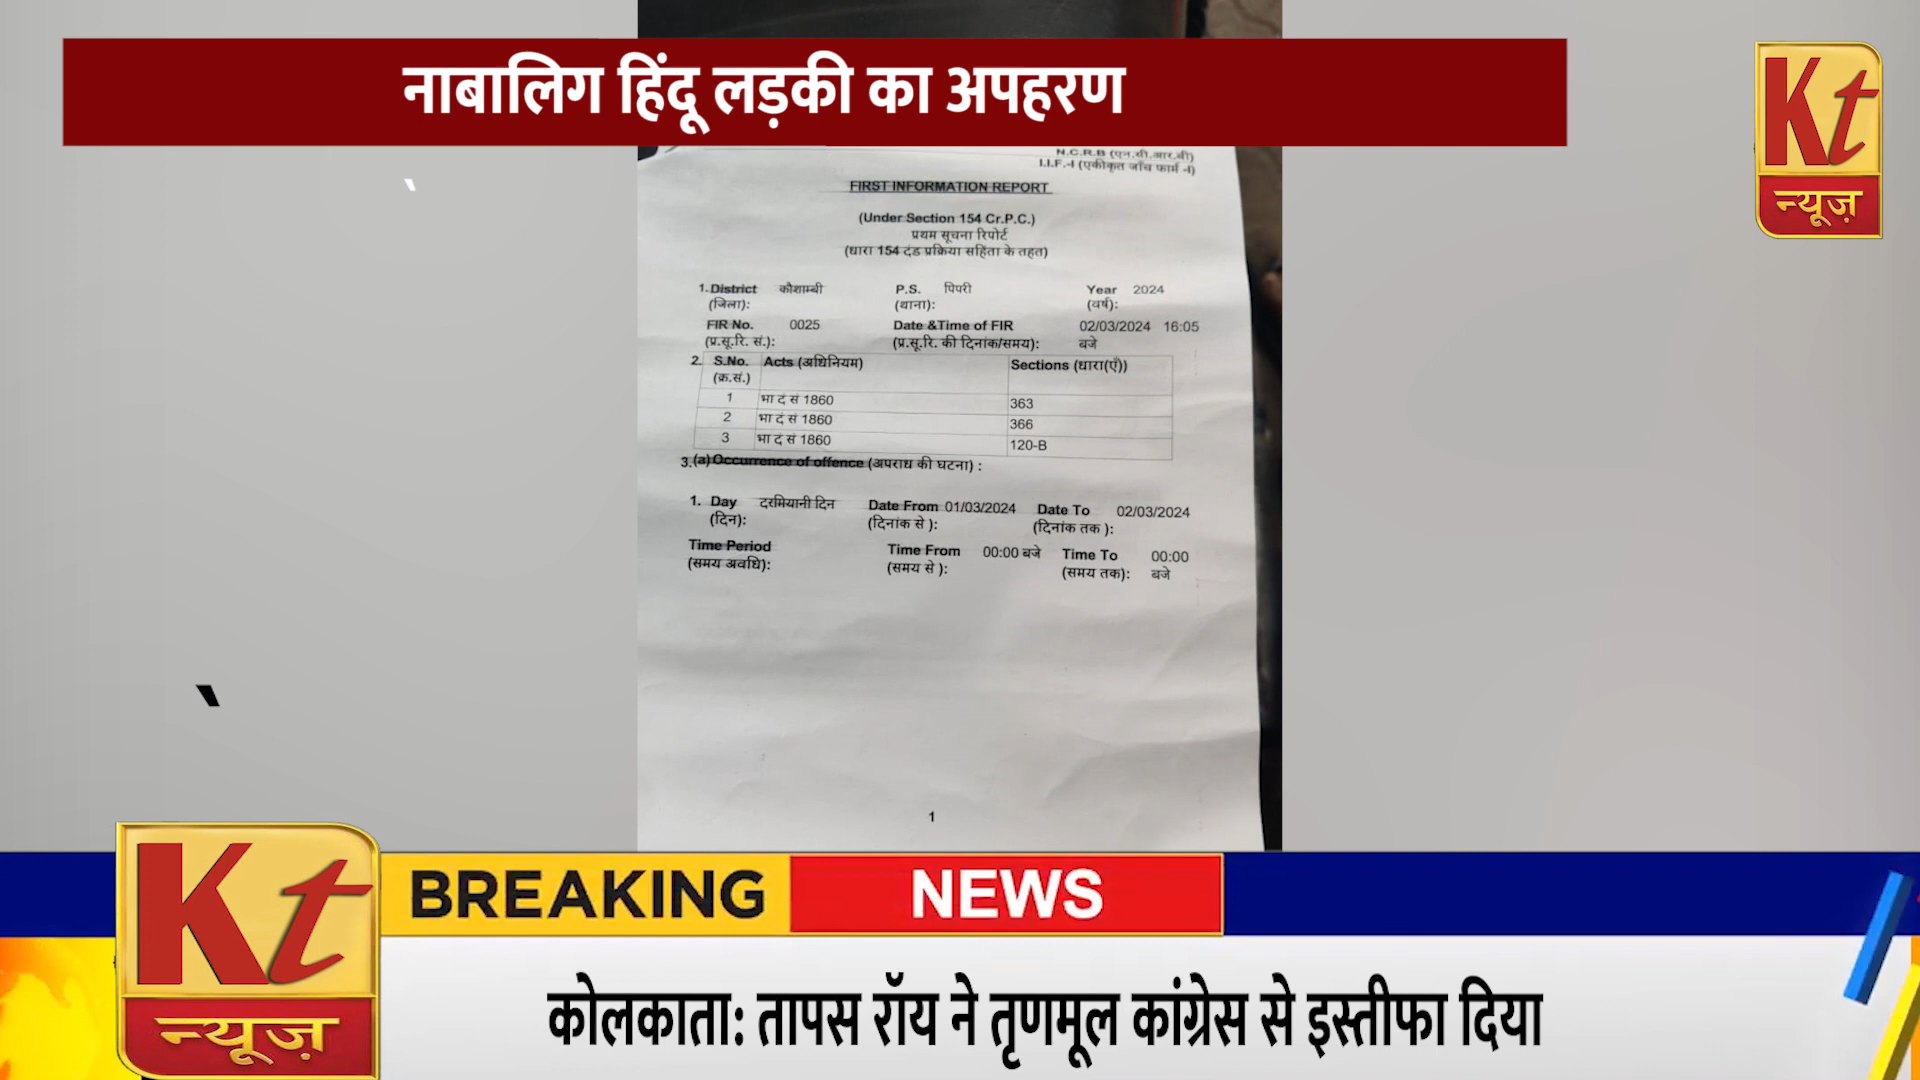 नाबालिग हिंदू लड़की का अपहरण
Kt
न्यूज़
N.C.R.B (एन.सी.आर.बी)
I.I.F.-I (एकीकृत जाँच फार्म -I)
FIRST INFORMATION REPORT
(Under Section 154 Cr.P.C.)
प्रथम सूचना रिपोर्ट
(धारा 154 दंड प्रक्रिया सहिंता के तहत)
1. District कौशाम्बी P.S. पिपरी Year 2024
(जिला): (थाना): (वर्ष):
FIR No. 0025 Date &Time of FIR 02/03/2024 16:05
(प्र.सू.रि. सं.): (प्र.सू.रि. की दिनांक/समय): बजे
2. S.No. Acts (अधिनियम) Sections (धारा(एँ))
(क्र.सं.)
1 भा दं सं 1860 363
2 भा दं सं 1860 366
3 भा दं सं 1860 120-B
3.(a) Occurrence of offence (अपराध की घटना) :
1. Day दरमियानी दिन Date From 01/03/2024 Date To 02/03/2024
(दिन): (दिनांक से ): (दिनांक तक ):
Time Period Time From 00:00 बजे Time To 00:00
(समय अवधि): (समय से ): (समय तक): बजे
1
Kt
न्यूज़
BREAKING NEWS
कोलकाता: तापस रॉय ने तृणमूल कांग्रेस से इस्तीफा दिया